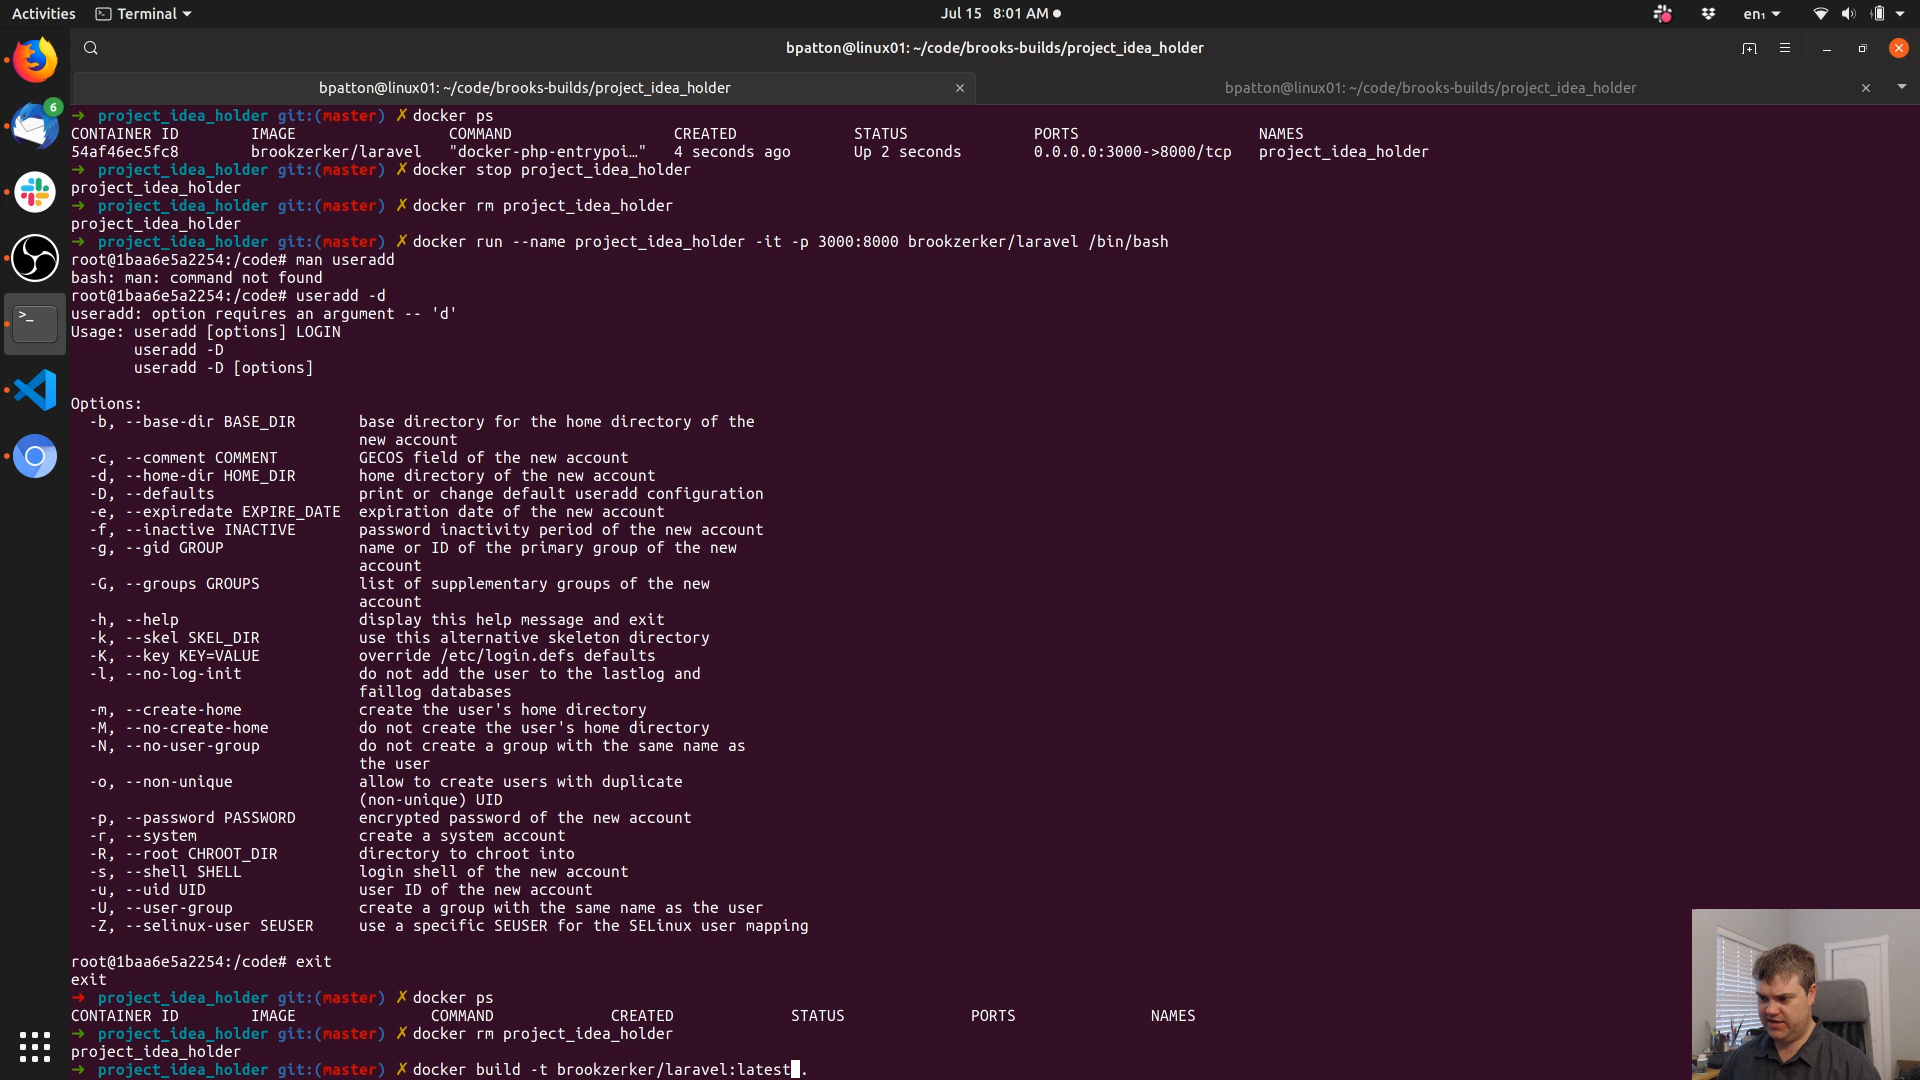 Activities Terminal Jul 15 8:01 AM en₁
bpatton@linux01: ~/code/brooks-builds/project_idea_holder
bpatton@linux01: ~/code/brooks-builds/project_idea_holder × bpatton@linux01: ~/code/brooks-builds/project_idea_holder ×
6
➜ project_idea_holder git:(master) ✗ docker ps
CONTAINER ID IMAGE COMMAND CREATED STATUS PORTS NAMES
54af46ec5fc8 brookzerker/laravel "docker-php-entrypoi…" 4 seconds ago Up 2 seconds 0.0.0.0:3000->8000/tcp project_idea_holder
➜ project_idea_holder git:(master) ✗ docker stop project_idea_holder
project_idea_holder
➜ project_idea_holder git:(master) ✗ docker rm project_idea_holder
project_idea_holder
➜ project_idea_holder git:(master) ✗ docker run --name project_idea_holder -it -p 3000:8000 brookzerker/laravel /bin/bash
root@1baa6e5a2254:/code# man useradd
bash: man: command not found
root@1baa6e5a2254:/code# useradd -d
useradd: option requires an argument -- 'd'
Usage: useradd [options] LOGIN
useradd -D
useradd -D [options]
Options:
-b, --base-dir BASE_DIR base directory for the home directory of the
new account
-c, --comment COMMENT GECOS field of the new account
-d, --home-dir HOME_DIR home directory of the new account
-D, --defaults print or change default useradd configuration
-e, --expiredate EXPIRE_DATE expiration date of the new account
-f, --inactive INACTIVE password inactivity period of the new account
-g, --gid GROUP name or ID of the primary group of the new
account
-G, --groups GROUPS list of supplementary groups of the new
account
-h, --help display this help message and exit
-k, --skel SKEL_DIR use this alternative skeleton directory
-K, --key KEY=VALUE override /etc/login.defs defaults
-l, --no-log-init do not add the user to the lastlog and
faillog databases
-m, --create-home create the user's home directory
-M, --no-create-home do not create the user's home directory
-N, --no-user-group do not create a group with the same name as
the user
-o, --non-unique allow to create users with duplicate
(non-unique) UID
-p, --password PASSWORD encrypted password of the new account
-r, --system create a system account
-R, --root CHROOT_DIR directory to chroot into
-s, --shell SHELL login shell of the new account
-u, --uid UID user ID of the new account
-U, --user-group create a group with the same name as the user
-Z, --selinux-user SEUSER use a specific SEUSER for the SELinux user mapping
root@1baa6e5a2254:/code# exit
exit
➜ project_idea_holder git:(master) ✗ docker ps
CONTAINER ID IMAGE COMMAND CREATED STATUS PORTS NAMES
➜ project_idea_holder git:(master) ✗ docker rm project_idea_holder
project_idea_holder
➜ project_idea_holder git:(master) ✗ docker build -t brookzerker/laravel:latest .